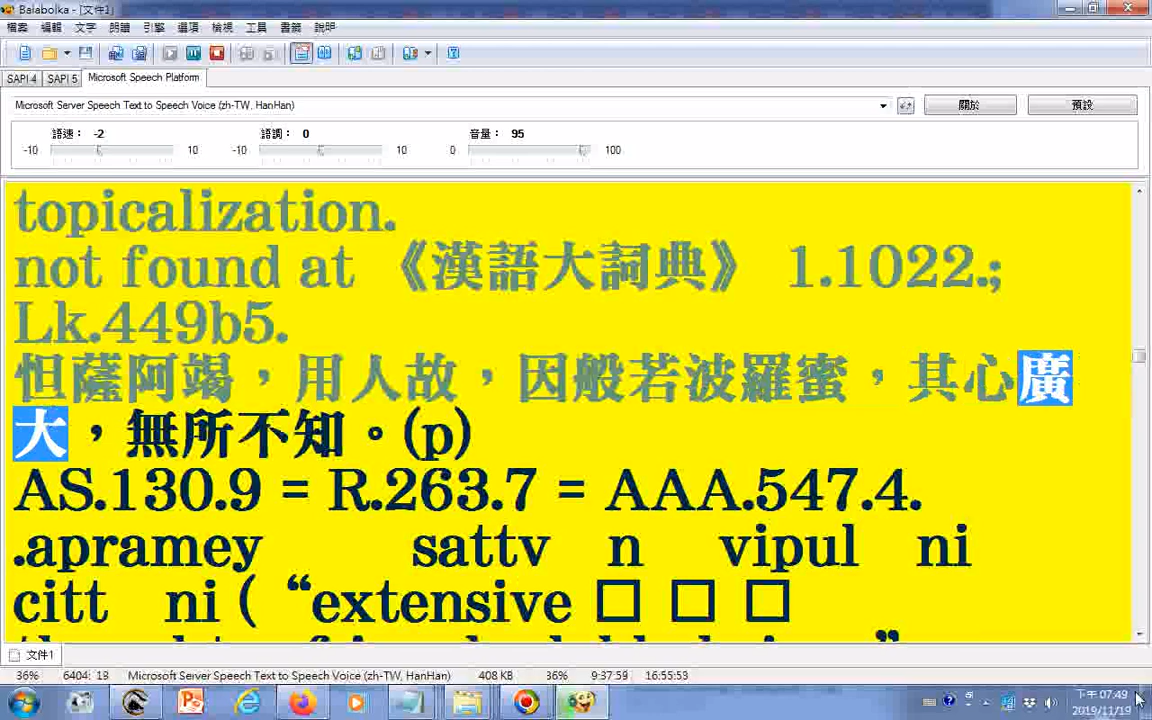 Balabolka - [文件1]
檔案 編輯 文字 朗讀 引擎 選項 檢視 工具 書籤 說明
SAPI 4 SAPI 5 Microsoft Speech Platform
Microsoft Server Speech Text to Speech Voice (zh-TW, HanHan) 關於 預設
語速： -2 語調： 0 音量： 95
-10 10 -10 10 0 100
topicalization.
not found at 《漢語大詞典》 1.1022.;
Lk.449b5.
怛薩阿竭，用人故，因般若波羅蜜，其心廣
大，無所不知。(p)
AS.130.9 = R.263.7 = AAA.547.4.
.apramey sattv n vipul ni
citt ni ( “extensive □ □ □
文件1
36% 6404: 13 Microsoft Server Speech Text to Speech Voice (zh-TW, HanHan) 408 KB 36% 9:37:59 16:55:53
下午 07:49
2019/11/19